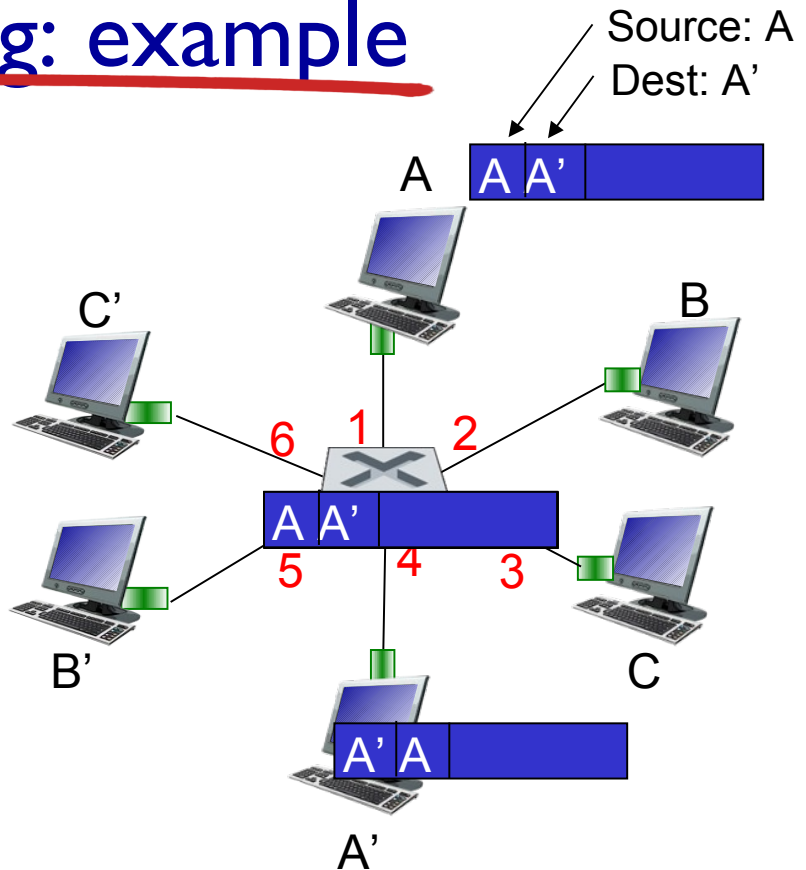 g: example
Source: A
Dest: A’
A
A A’
C’
B
6
1
2
A A’
5
4
3
B’
C
A’ A
A’